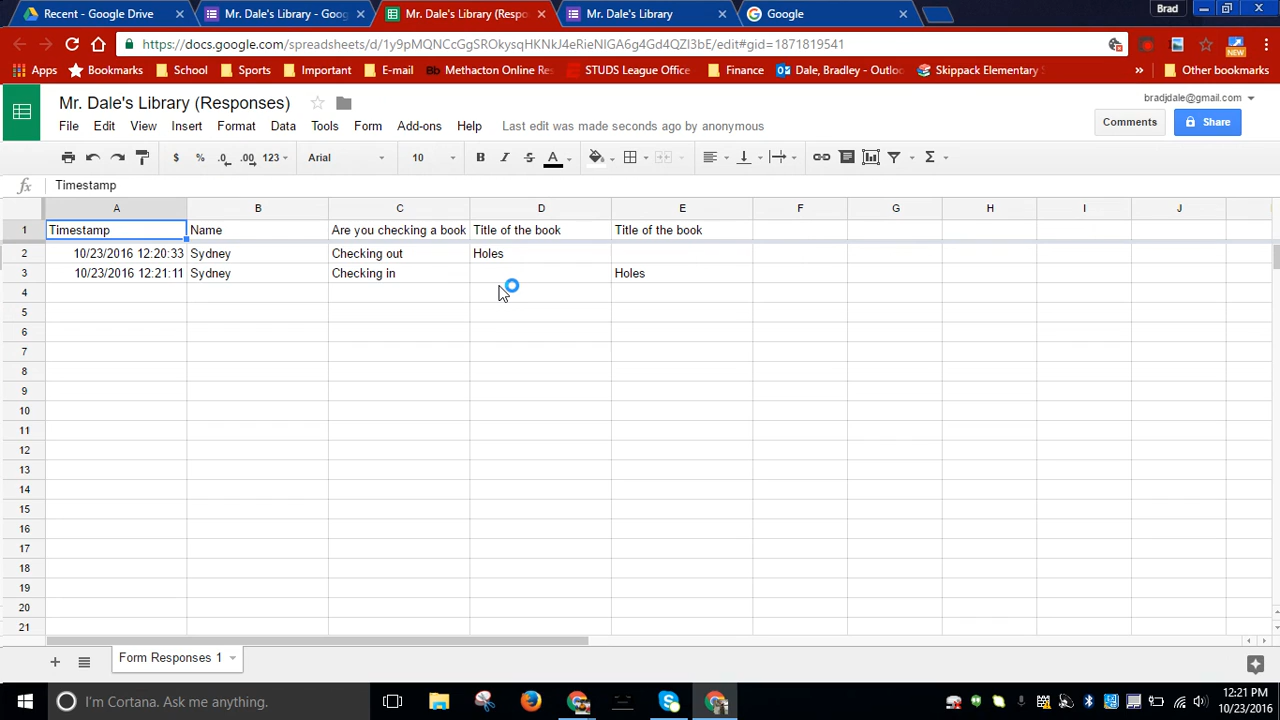 Recent - Google Drive
Mr. Dale's Library - Goog
Mr. Dale's Library (Respo
Mr. Dale's Library
Google
Brad
https://docs.google.com/spreadsheets/d/1y9pMQNCcGgSROkysqHKNkJ4eRieNIGA6g4Gd4QZI3bE/edit#gid=1871819541
NEW
Apps
Bookmarks
School
Sports
Important
E-mail
Bb Methacton Online Res
STUDS League Office
Finance
Dale, Bradley - Outloo
Skippack Elementary S
»
Other bookmarks
Mr. Dale's Library (Responses)
bradjdale@gmail.com
File Edit View Insert Format Data Tools Form Add-ons Help Last edit was made seconds ago by anonymous
Comments
Share
$ % .0 .00 123 Arial 10 B I S A Σ
fx Timestamp
A B C D E F G H I J
1 Timestamp Name Are you checking a book Title of the book Title of the book
2 10/23/2016 12:20:33 Sydney Checking out Holes
3 10/23/2016 12:21:11 Sydney Checking in Holes
4
5
6
7
8
9
10
11
12
13
14
15
16
17
18
19
20
21
Form Responses 1
I'm Cortana. Ask me anything.
12:21 PM
10/23/2016